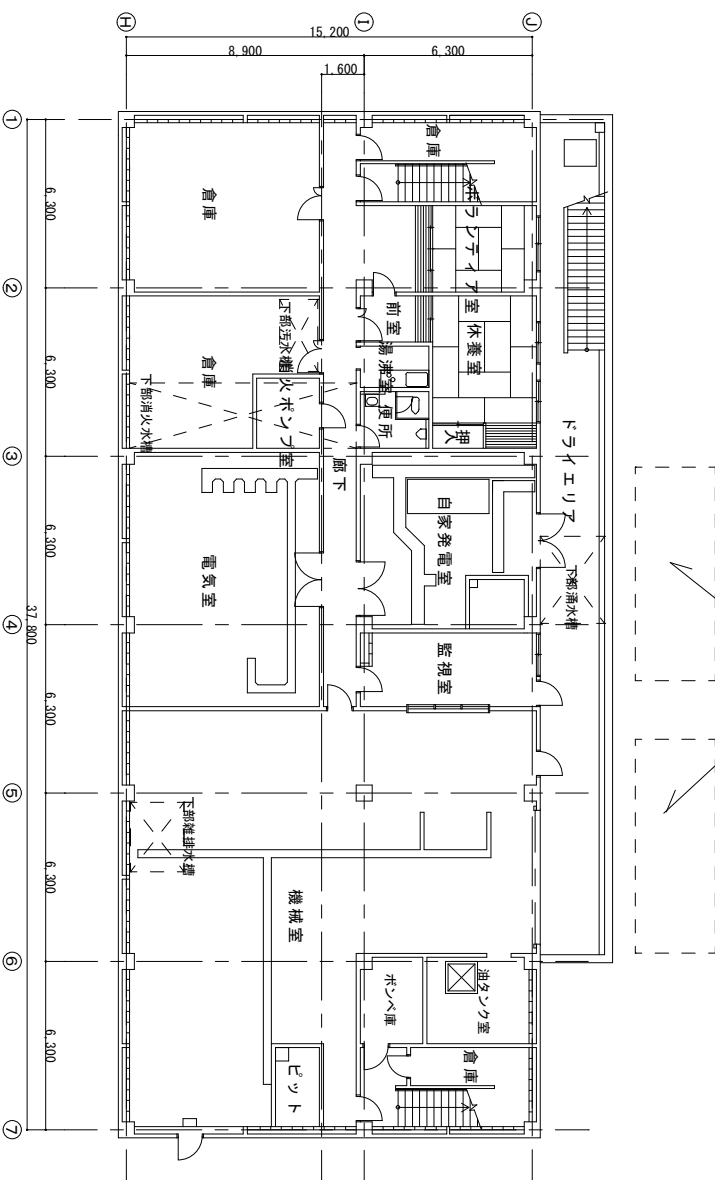 Ⓗ
Ⓘ
Ⓙ
15,200
8,900
6,300
1,600
①
②
③
④
⑤
⑥
⑦
6,300
6,300
6,300
6,300
6,300
6,300
37,800
倉庫
倉庫
ボランティア室
前室
休養室
下部汚水槽
倉庫
湯沸室
便所
押入
消火ポンプ室
下部消火水槽
廊下
ドライエリア
電気室
自家発電室
下部湧水槽
監視室
下部雑排水槽
機械室
油タンク室
ボンベ庫
倉庫
ピット